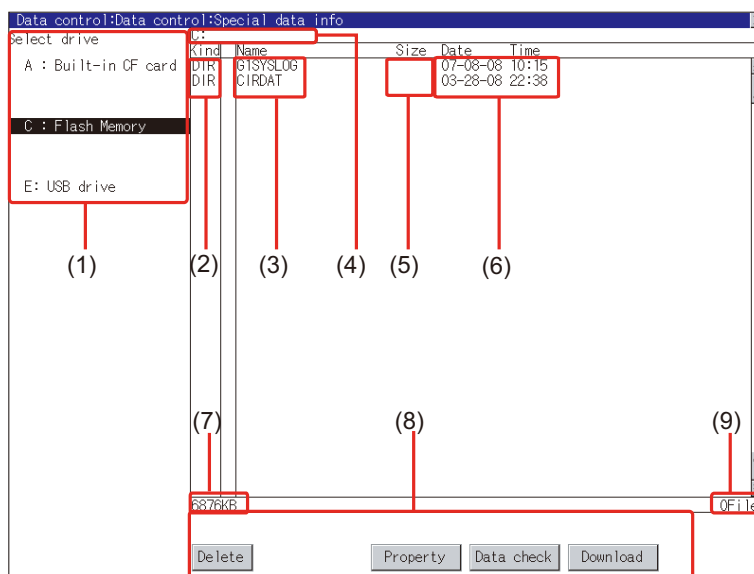 Data control:Data control:Special data info
Select drive
C:
Kind Name Size Date Time
A : Built-in CF card
DIR G1SYSLOG 07-08-08 10:15
DIR CIRDAT 03-28-08 22:38
C : Flash Memory
E: USB drive
(1) (2) (3) (4) (5) (6)
(7) (8) (9)
6876KB 0File
Delete Property Data check Download